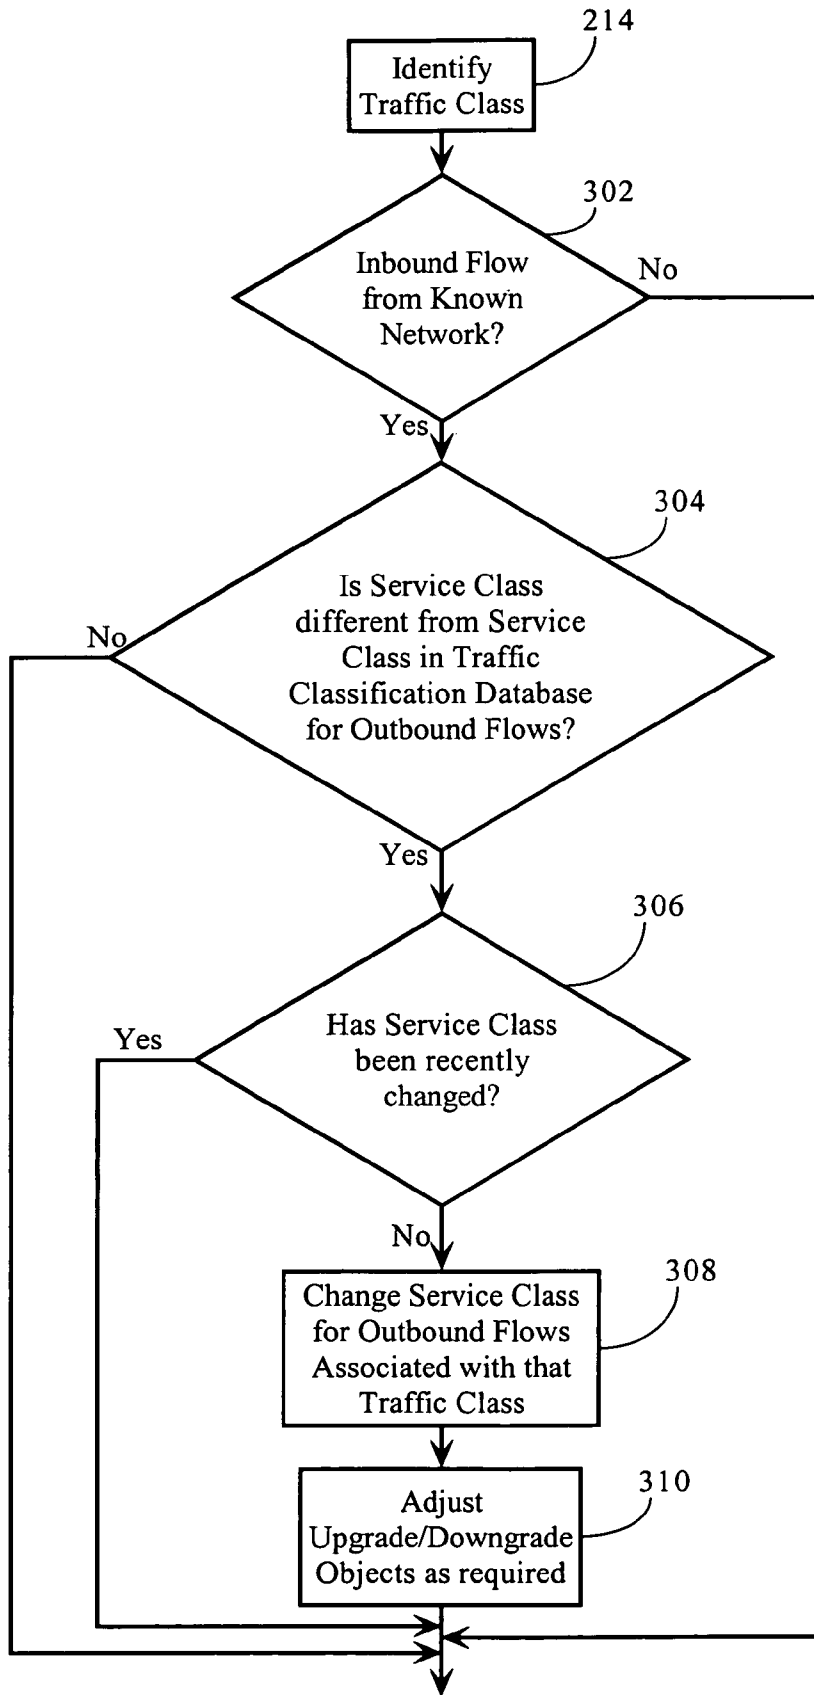 214
Identify
Traffic Class
302
Inbound Flow
from Known
Network?
No
Yes
304
Is Service Class
different from Service
Class in Traffic
Classification Database
for Outbound Flows?
No
Yes
306
Has Service Class
been recently
changed?
Yes
No
308
Change Service Class
for Outbound Flows
Associated with that
Traffic Class
310
Adjust
Upgrade/Downgrade
Objects as required